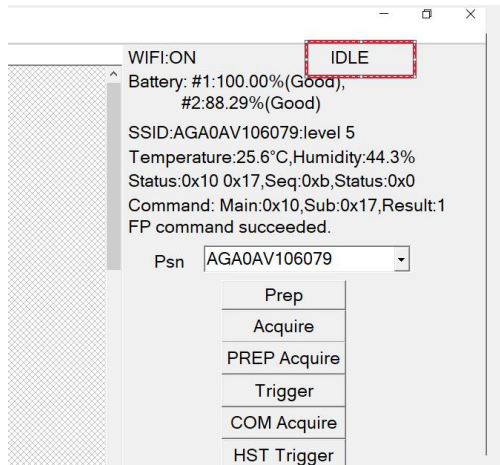 WIFI:ON IDLE
Battery: #1:100.00%(Good),
#2:88.29%(Good)
SSID:AGA0AV106079:level 5
Temperature:25.6°C,Humidity:44.3%
Status:0x10 0x17,Seq:0xb,Status:0x0
Command: Main:0x10,Sub:0x17,Result:1
FP command succeeded.
Psn AGA0AV106079
Prep
Acquire
PREP Acquire
Trigger
COM Acquire
HST Trigger